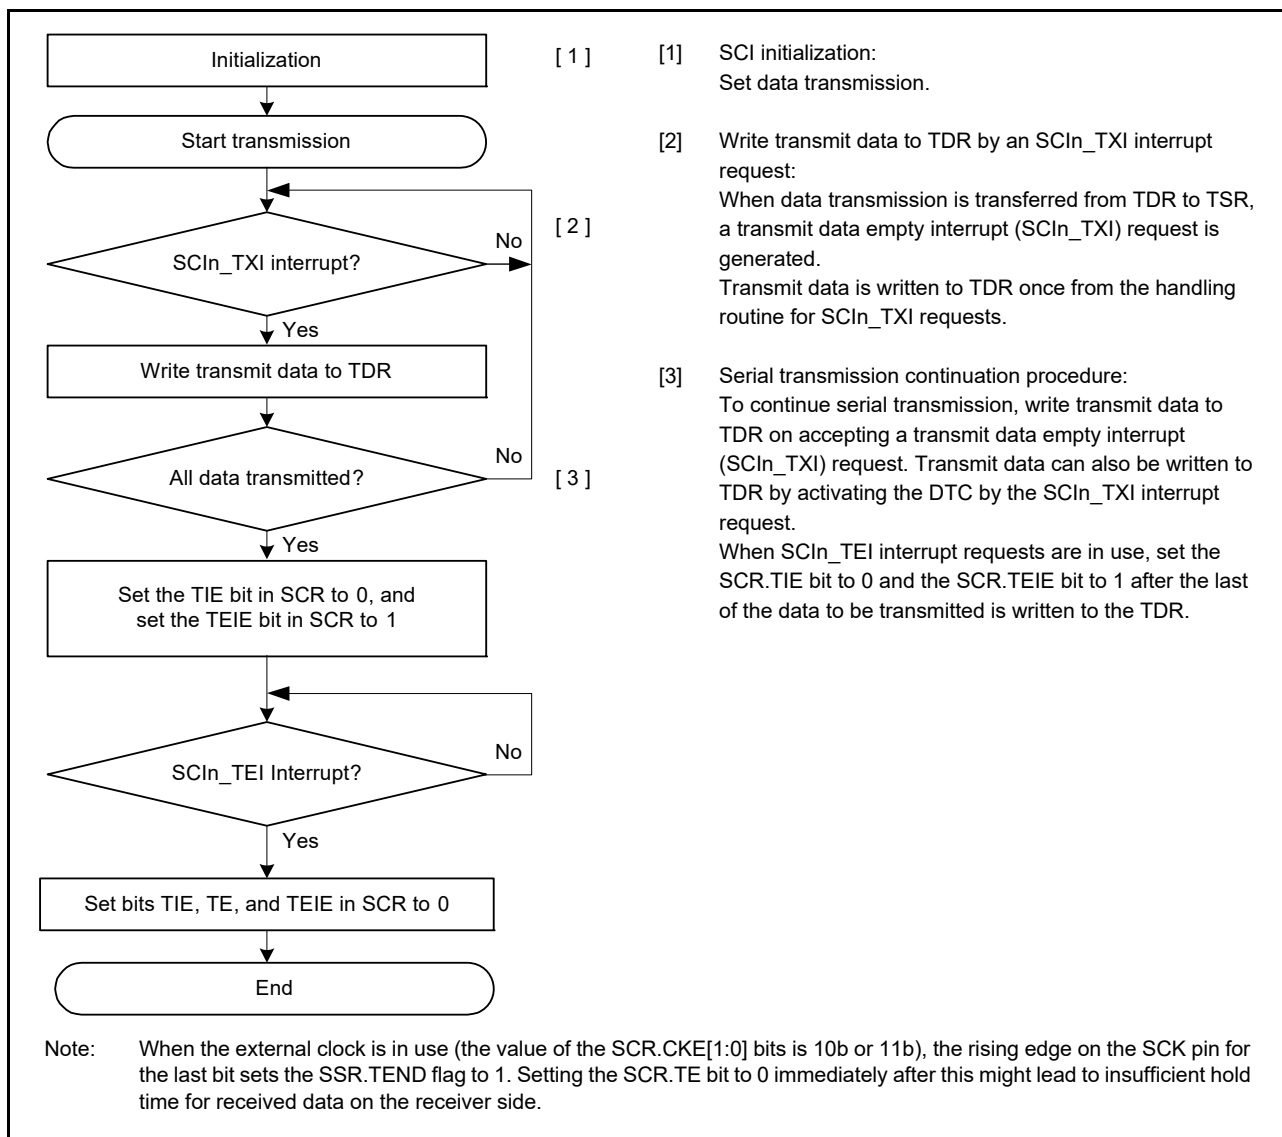 Initialization
[ 1 ]
Start transmission
SCIn_TXI interrupt?
No
[ 2 ]
Yes
Write transmit data to TDR
All data transmitted?
No
[ 3 ]
Yes
Set the TIE bit in SCR to 0, and
set the TEIE bit in SCR to 1
SCIn_TEI Interrupt?
No
Yes
Set bits TIE, TE, and TEIE in SCR to 0
End
[1] SCI initialization:
Set data transmission.
[2] Write transmit data to TDR by an SCIn_TXI interrupt
request:
When data transmission is transferred from TDR to TSR,
a transmit data empty interrupt (SCIn_TXI) request is
generated.
Transmit data is written to TDR once from the handling
routine for SCIn_TXI requests.
[3] Serial transmission continuation procedure:
To continue serial transmission, write transmit data to
TDR on accepting a transmit data empty interrupt
(SCIn_TXI) request. Transmit data can also be written to
TDR by activating the DTC by the SCIn_TXI interrupt
request.
When SCIn_TEI interrupt requests are in use, set the
SCR.TIE bit to 0 and the SCR.TEIE bit to 1 after the last
of the data to be transmitted is written to the TDR.
Note: When the external clock is in use (the value of the SCR.CKE[1:0] bits is 10b or 11b), the rising edge on the SCK pin for
the last bit sets the SSR.TEND flag to 1. Setting the SCR.TE bit to 0 immediately after this might lead to insufficient hold
time for received data on the receiver side.